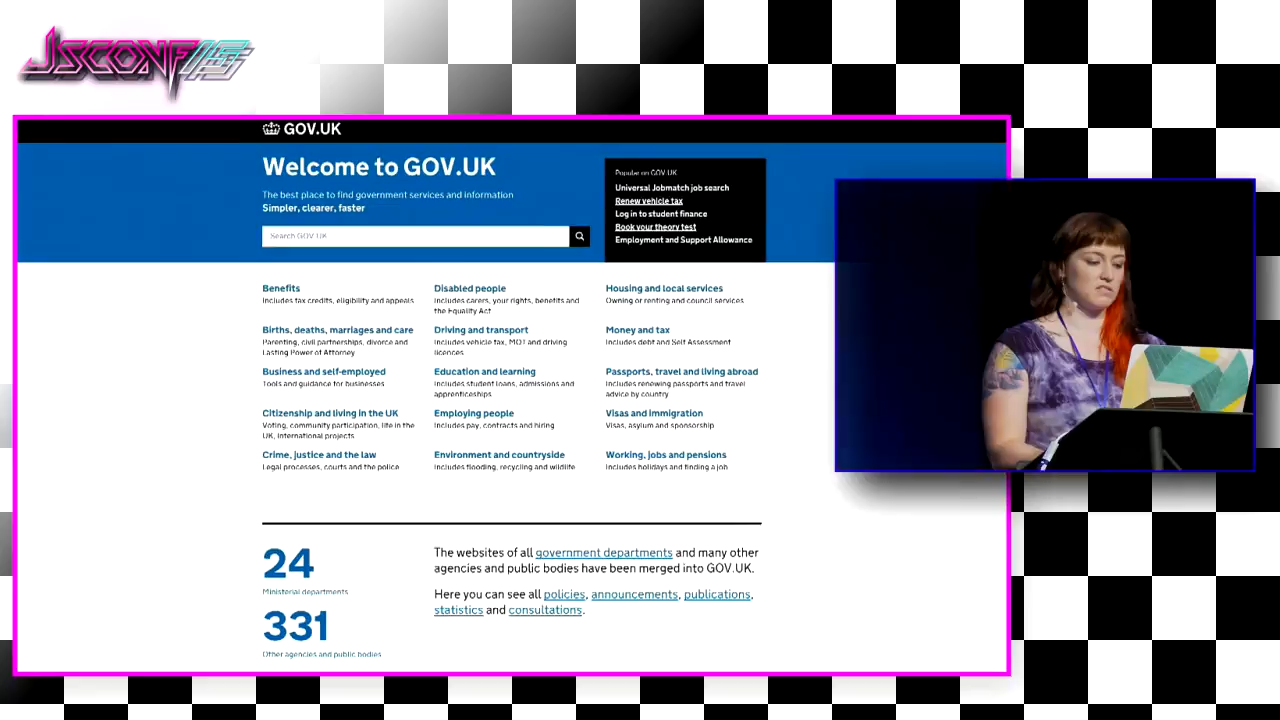 JSCONF15
GOV.UK
Welcome to GOV.UK
The best place to find government services and information
Simpler, clearer, faster
Search GOV.UK
Popular on GOV.UK
Universal Jobmatch job search
Renew vehicle tax
Log in to student finance
Book your theory test
Employment and Support Allowance
Benefits
Includes tax credits, eligibility and appeals
Births, deaths, marriages and care
Parenting, civil partnerships, divorce and
Lasting Power of Attorney
Business and self-employed
Tools and guidance for businesses
Citizenship and living in the UK
Voting, community participation, life in the
UK, international projects
Crime, justice and the law
Legal processes, courts and the police
Disabled people
Includes carers, your rights, benefits and
the Equality Act
Driving and transport
Includes vehicle tax, MOT and driving
licences
Education and learning
Includes student loans, admissions and
apprenticeships
Employing people
Includes pay, contracts and hiring
Environment and countryside
Includes flooding, recycling and wildlife
Housing and local services
Owning or renting and council services
Money and tax
Includes debt and Self Assessment
Passports, travel and living abroad
Includes renewing passports and travel
advice by country
Visas and immigration
Visas, asylum and sponsorship
Working, jobs and pensions
Includes holidays and finding a job
24
Ministerial departments
331
Other agencies and public bodies
The websites of all government departments and many other
agencies and public bodies have been merged into GOV.UK.
Here you can see all policies, announcements, publications,
statistics and consultations.